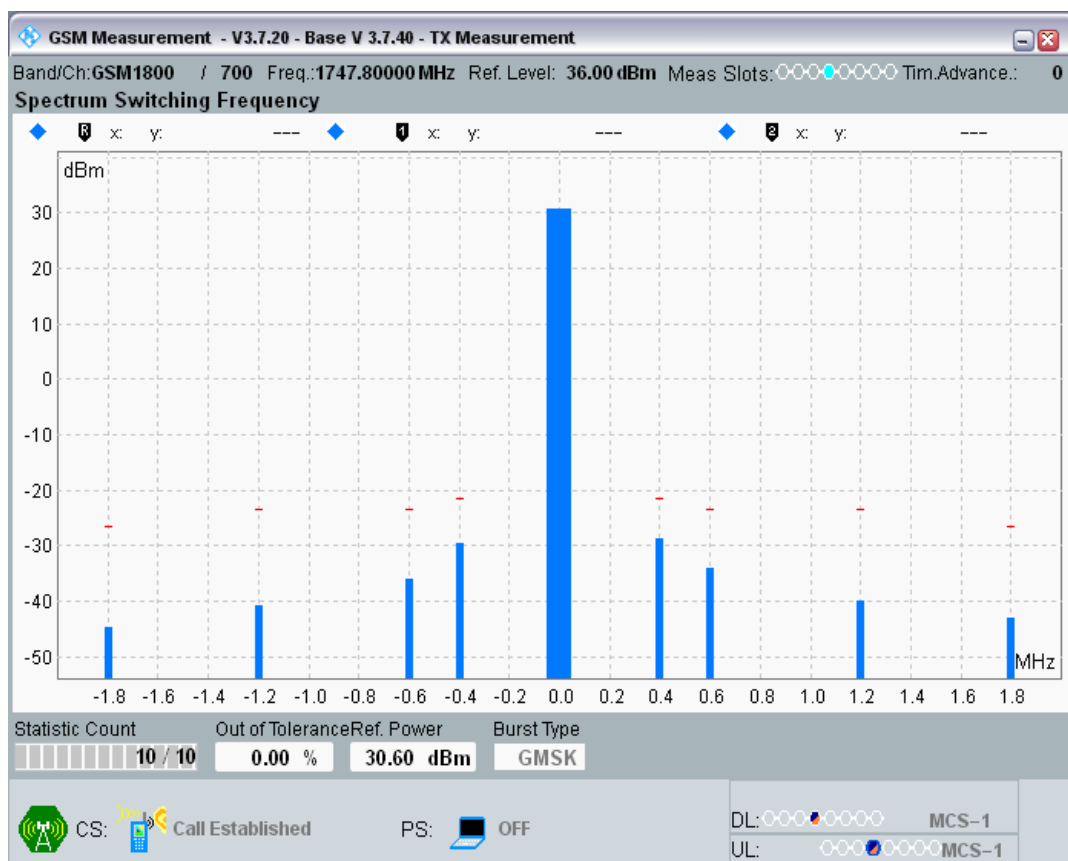 GSM Measurement - V3.7.20 - Base V 3.7.40 - TX Measurement
Band/Ch:GSM1800 / 700 Freq.:1747.80000 MHz Ref. Level: 36.00 dBm Meas Slots: Tim.Advance.: 0
Spectrum Switching Frequency
R x: y: --- 1 x: y: --- 2 x: y: ---
dBm
30
20
10
0
-10
-20
-30
-40
-50
MHz
-1.8 -1.6 -1.4 -1.2 -1.0 -0.8 -0.6 -0.4 -0.2 0.0 0.2 0.4 0.6 0.8 1.0 1.2 1.4 1.6 1.8
Statistic Count Out of Tolerance Ref. Power Burst Type
10 / 10 0.00 % 30.60 dBm GMSK
CS: Call Established PS: OFF
DL: MCS-1
UL: MCS-1